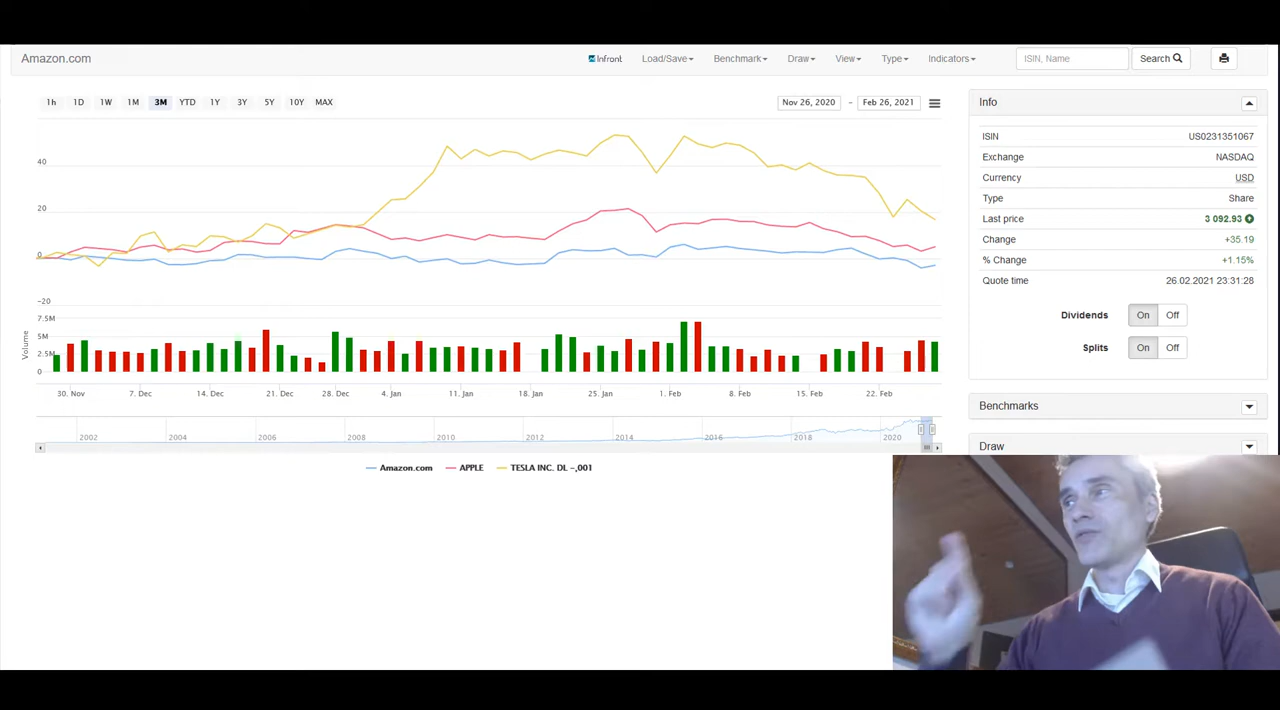 Amazon.com
Infront Load/Save Benchmark Draw View Type Indicators ISIN, Name Search
1h 1D 1W 1M 3M YTD 1Y 3Y 5Y 10Y MAX Nov 26, 2020 - Feb 26, 2021
40
20
0
-20
Volume
7.5M
5M
2.5M
0
30. Nov 7. Dec 14. Dec 21. Dec 28. Dec 4. Jan 11. Jan 18. Jan 25. Jan 1. Feb 8. Feb 15. Feb 22. Feb
2002 2004 2006 2008 2010 2012 2014 2016 2018 2020
Amazon.com APPLE TESLA INC. DL -,001
Info
ISIN US0231351067
Exchange NASDAQ
Currency USD
Type Share
Last price 3 092.93
Change +35.19
% Change +1.15%
Quote time 26.02.2021 23:31:28
Dividends On Off
Splits On Off
Benchmarks
Draw